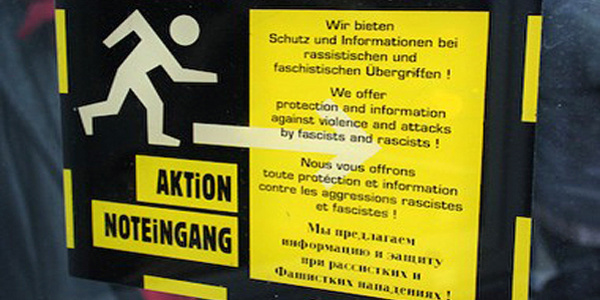 Wir bieten
Schutz und Informationen bei
rassistischen und
faschistischen Übergriffen !
We offer
protection and information
against violence and attacks
by fascists and rascists !
Nous vous offrons
toute protéction et information
contre les aggressions rascistes
et fascistes !
Мы предлагаем
информацию и защиту
при рассистких и
Фашистких нападениях !
AKTiON
NOTEiNGANG